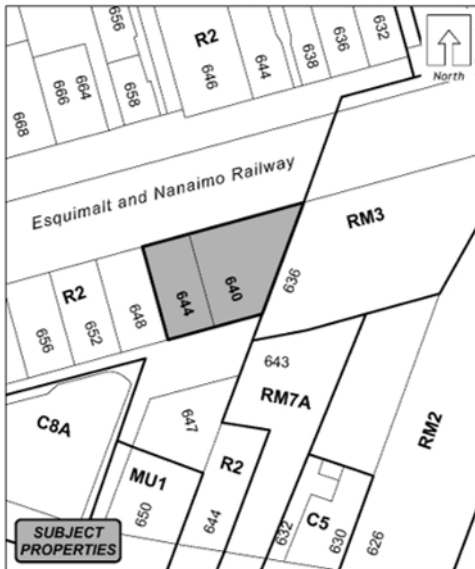 656
R2
632
636
638
644
646
North
664
666
658
668
Esquimalt and Nanaimo Railway
RM3
R2
644
640
636
656
652
648
643
RM7A
C8A
647
RM2
R2
MU1
650
644
632
C5
630
626
SUBJECT
PROPERTIES